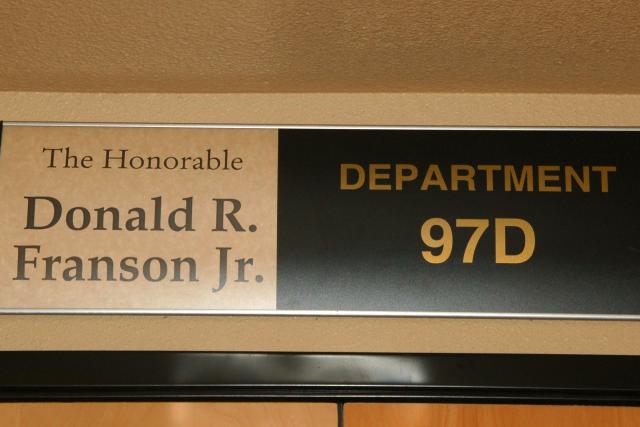 The Honorable
Donald R.
Franson Jr.
DEPARTMENT
97D